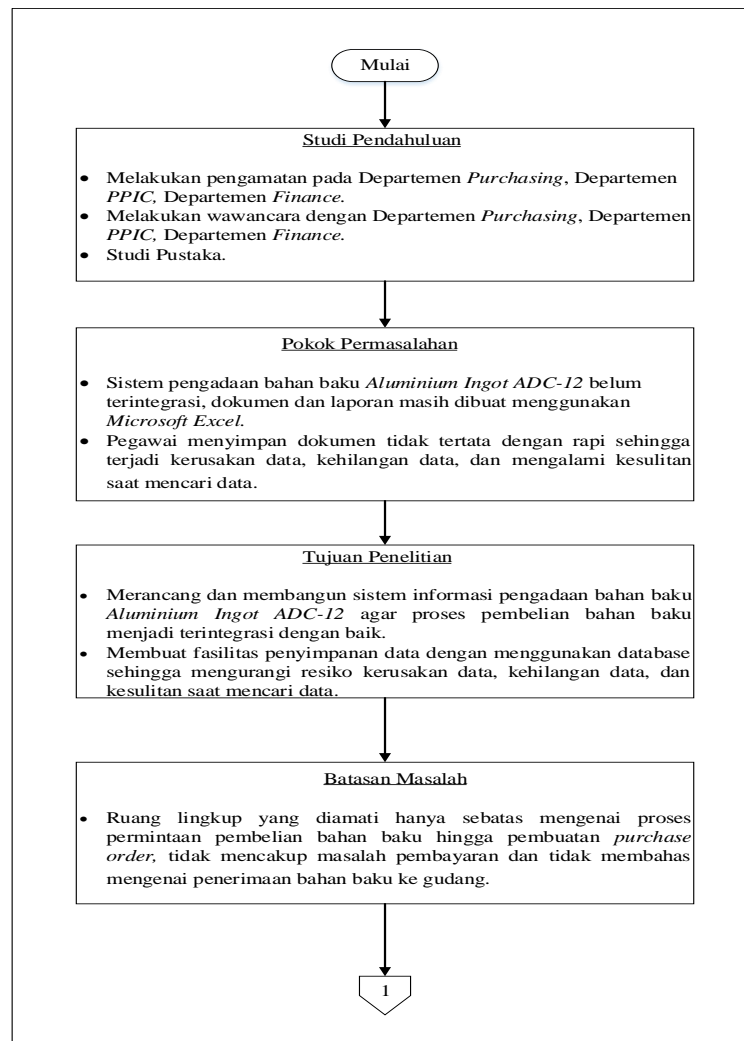 Mulai
Studi Pendahuluan
• Melakukan pengamatan pada Departemen Purchasing, Departemen
PPIC, Departemen Finance.
• Melakukan wawancara dengan Departemen Purchasing, Departemen
PPIC, Departemen Finance.
• Studi Pustaka.
Pokok Permasalahan
• Sistem pengadaan bahan baku Aluminium Ingot ADC-12 belum
terintegrasi, dokumen dan laporan masih dibuat menggunakan
Microsoft Excel.
• Pegawai menyimpan dokumen tidak tertata dengan rapi sehingga
terjadi kerusakan data, kehilangan data, dan mengalami kesulitan
saat mencari data.
Tujuan Penelitian
• Merancang dan membangun sistem informasi pengadaan bahan baku
Aluminium Ingot ADC-12 agar proses pembelian bahan baku
menjadi terintegrasi dengan baik.
• Membuat fasilitas penyimpanan data dengan menggunakan database
sehingga mengurangi resiko kerusakan data, kehilangan data, dan
kesulitan saat mencari data.
Batasan Masalah
• Ruang lingkup yang diamati hanya sebatas mengenai proses
permintaan pembelian bahan baku hingga pembuatan purchase
order, tidak mencakup masalah pembayaran dan tidak membahas
mengenai penerimaan bahan baku ke gudang.
1